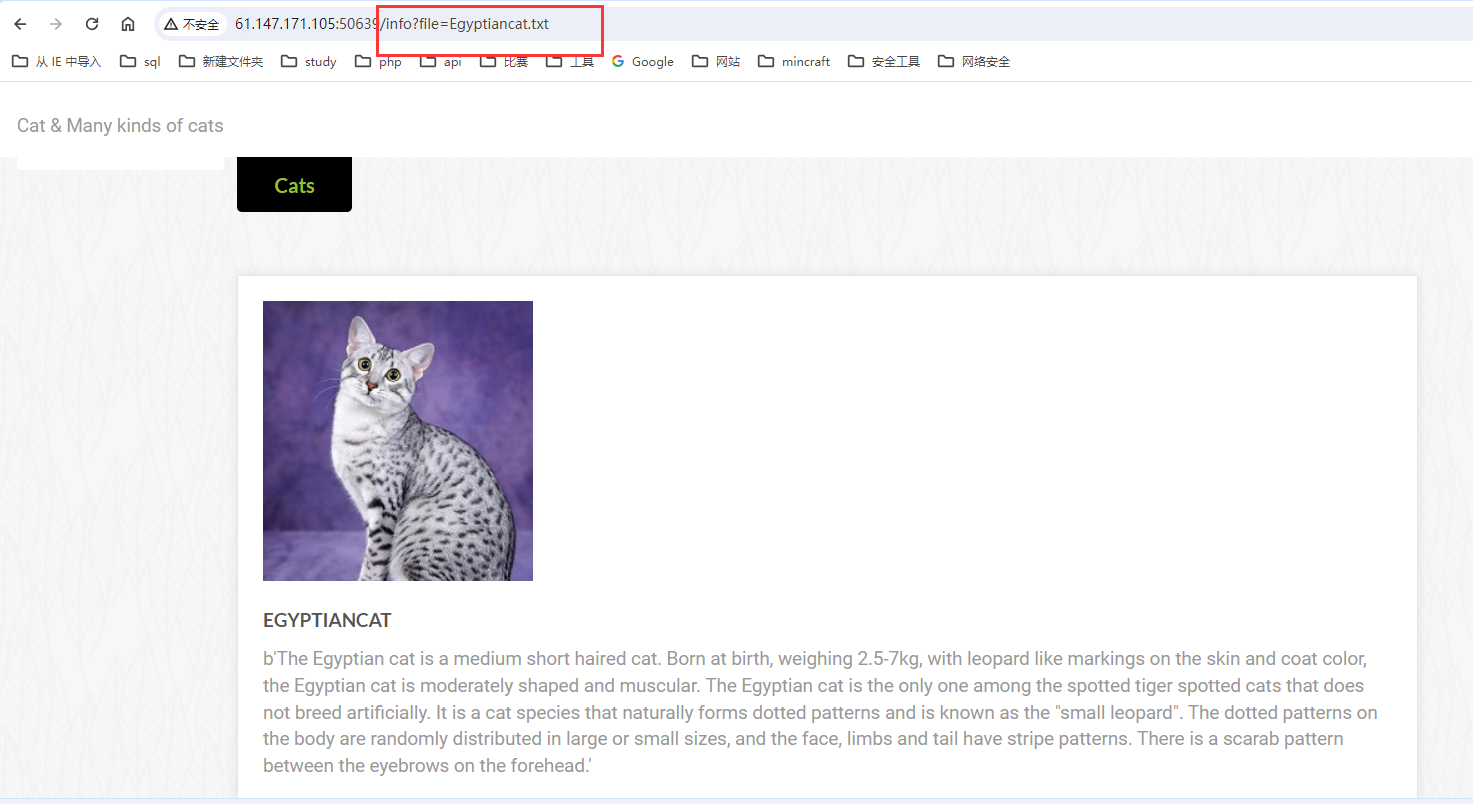 不安全 61.147.171.105:50639/info?file=Egyptiancat.txt
从 IE 中导入 sql 新建文件夹 study php api 比赛 工具 Google 网站 mincraft 安全工具 网络安全
Cat & Many kinds of cats
Cats
EGYPTIANCAT
b'The Egyptian cat is a medium short haired cat. Born at birth, weighing 2.5-7kg, with leopard like markings on the skin and coat color,
the Egyptian cat is moderately shaped and muscular. The Egyptian cat is the only one among the spotted tiger spotted cats that does
not breed artificially. It is a cat species that naturally forms dotted patterns and is known as the "small leopard". The dotted patterns on
the body are randomly distributed in large or small sizes, and the face, limbs and tail have stripe patterns. There is a scarab pattern
between the eyebrows on the forehead.'